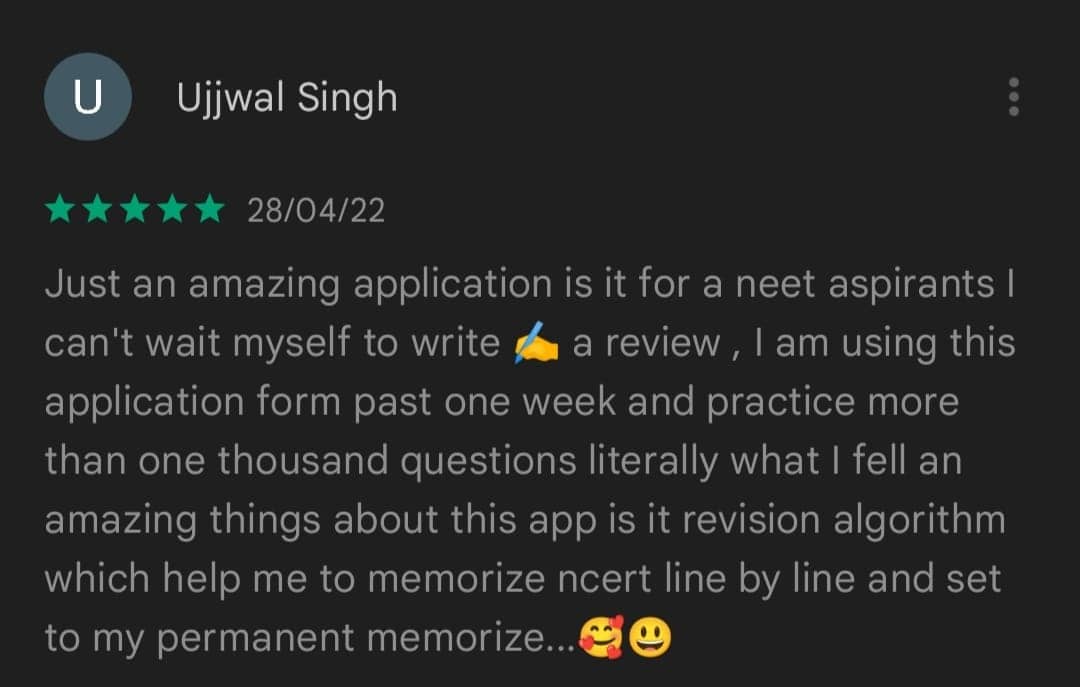 U
Ujjwal Singh
28/04/22
Just an amazing application is it for a neet aspirants I
can't wait myself to write ✍️ a review , I am using this
application form past one week and practice more
than one thousand questions literally what I fell an
amazing things about this app is it revision algorithm
which help me to memorize ncert line by line and set
to my permanent memorize...🥰😃